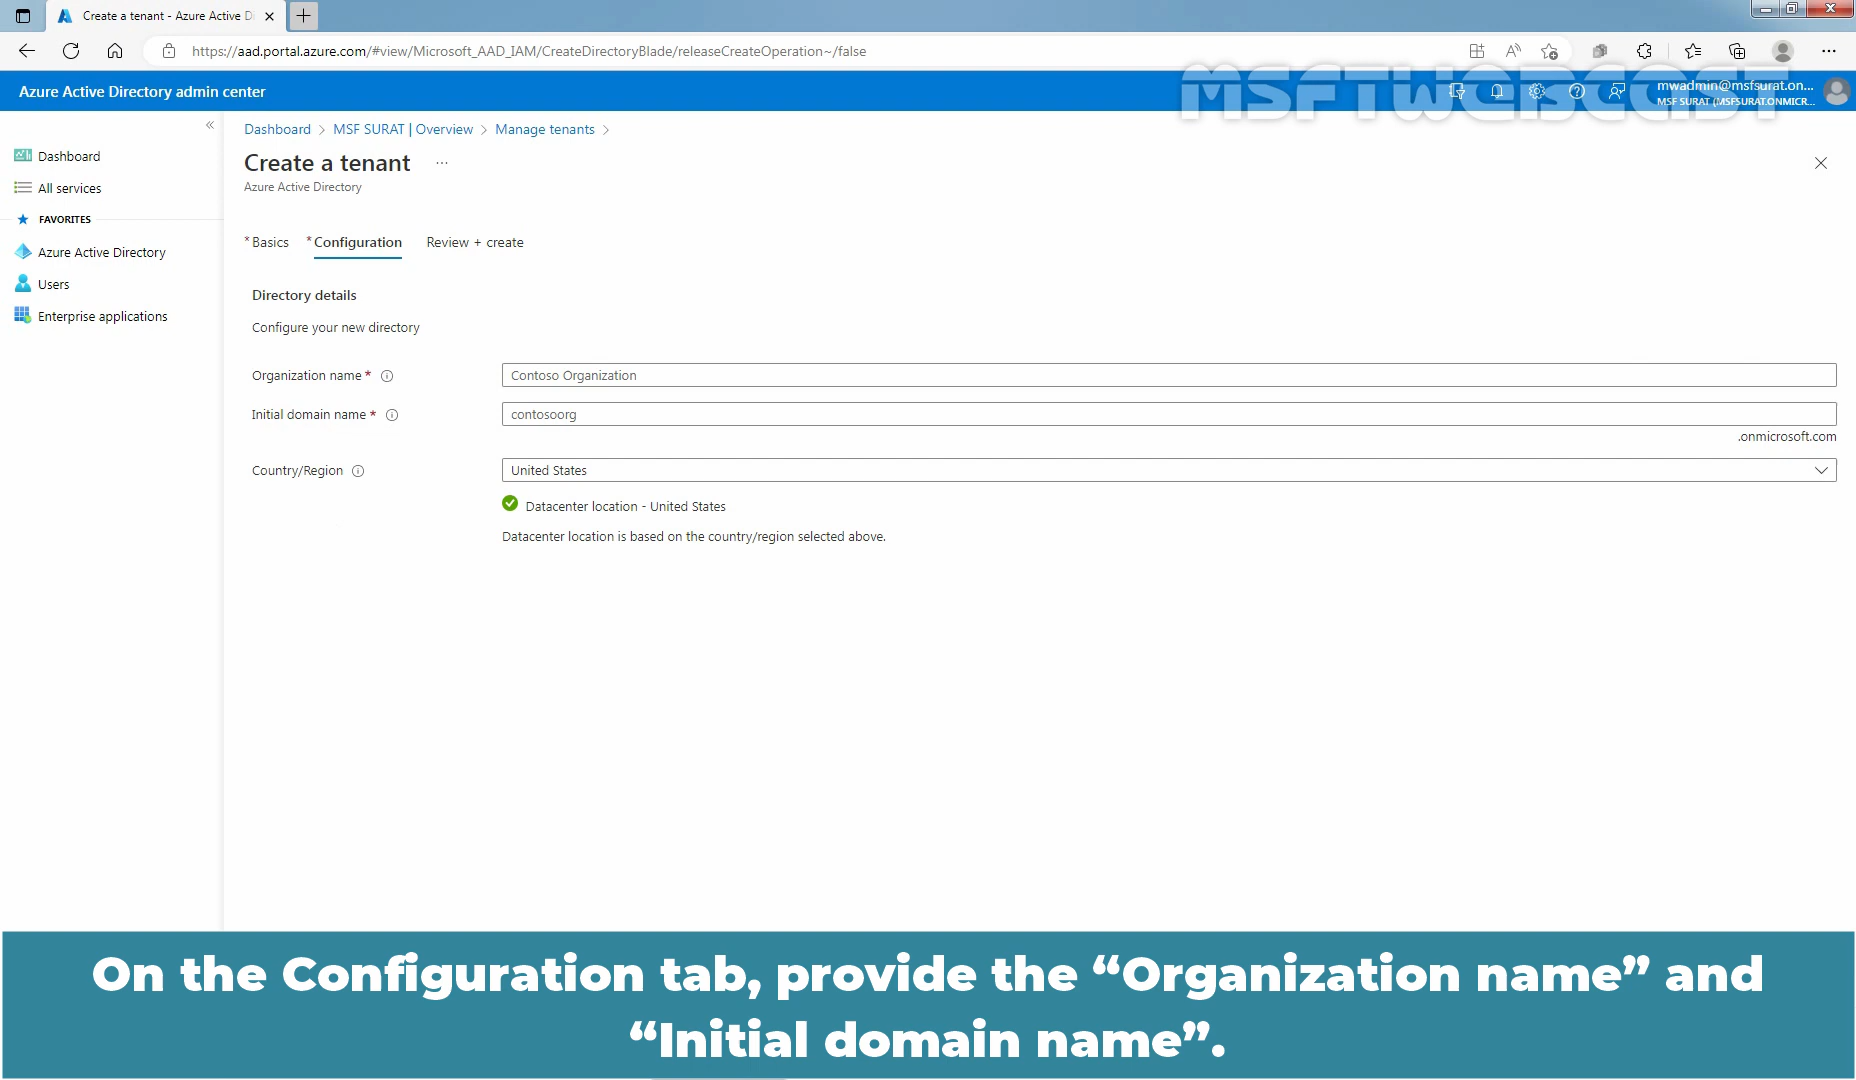 Create a tenant - Azure Active Di
https://aad.portal.azure.com/#view/Microsoft_AAD_IAM/CreateDirectoryBlade/releaseCreateOperation~/false
MSFTWEBCAST
Azure Active Directory admin center
mwadmin@msfsurat.on...
MSF SURAT (MSFSURAT.ONMICR...
Dashboard > MSF SURAT | Overview > Manage tenants >
Create a tenant ...
Azure Active Directory
Dashboard
All services
FAVORITES
Azure Active Directory
Users
Enterprise applications
* Basics * Configuration Review + create
Directory details
Configure your new directory
Organization name * Contoso Organization
Initial domain name * contosoorg
.onmicrosoft.com
Country/Region United States
Datacenter location - United States
Datacenter location is based on the country/region selected above.
On the Configuration tab, provide the “Organization name” and
“Initial domain name”.